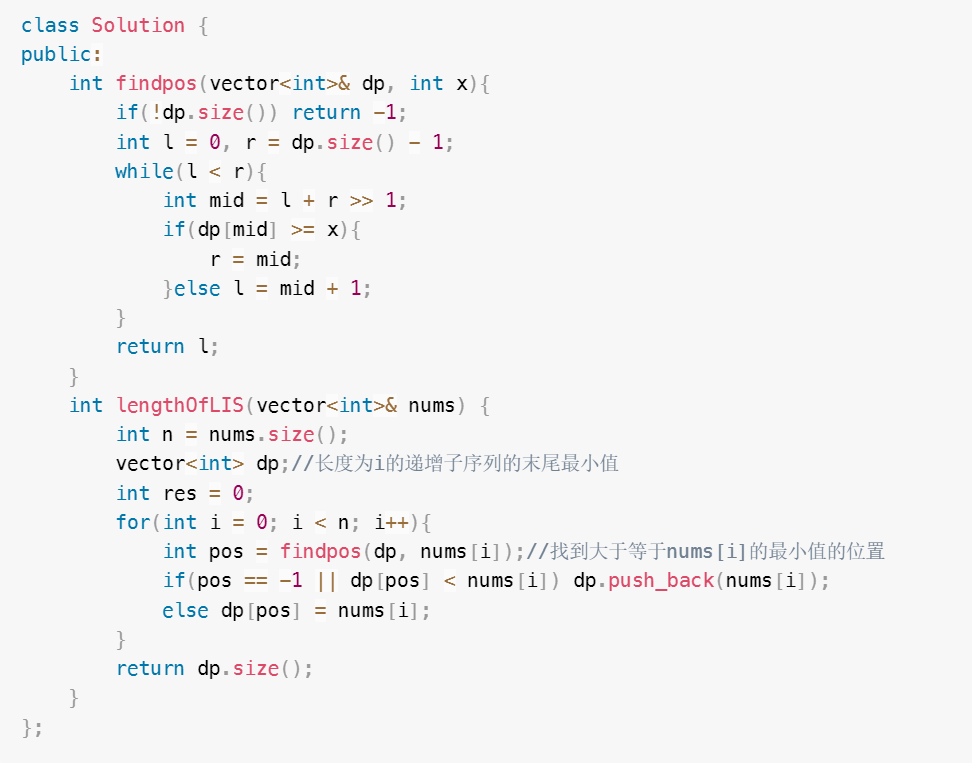 class Solution {
public:
    int findpos(vector<int>& dp, int x){
        if(!dp.size()) return -1;
        int l = 0, r = dp.size() - 1;
        while(l < r){
            int mid = l + r >> 1;
            if(dp[mid] >= x){
                r = mid;
            }else l = mid + 1;
        }
        return l;
    }
    int lengthOfLIS(vector<int>& nums) {
        int n = nums.size();
        vector<int> dp;//长度为i的递增子序列的末尾最小值
        int res = 0;
        for(int i = 0; i < n; i++){
            int pos = findpos(dp, nums[i]);//找到大于等于nums[i]的最小值的位置
            if(pos == -1 || dp[pos] < nums[i]) dp.push_back(nums[i]);
            else dp[pos] = nums[i];
        }
        return dp.size();
    }
};